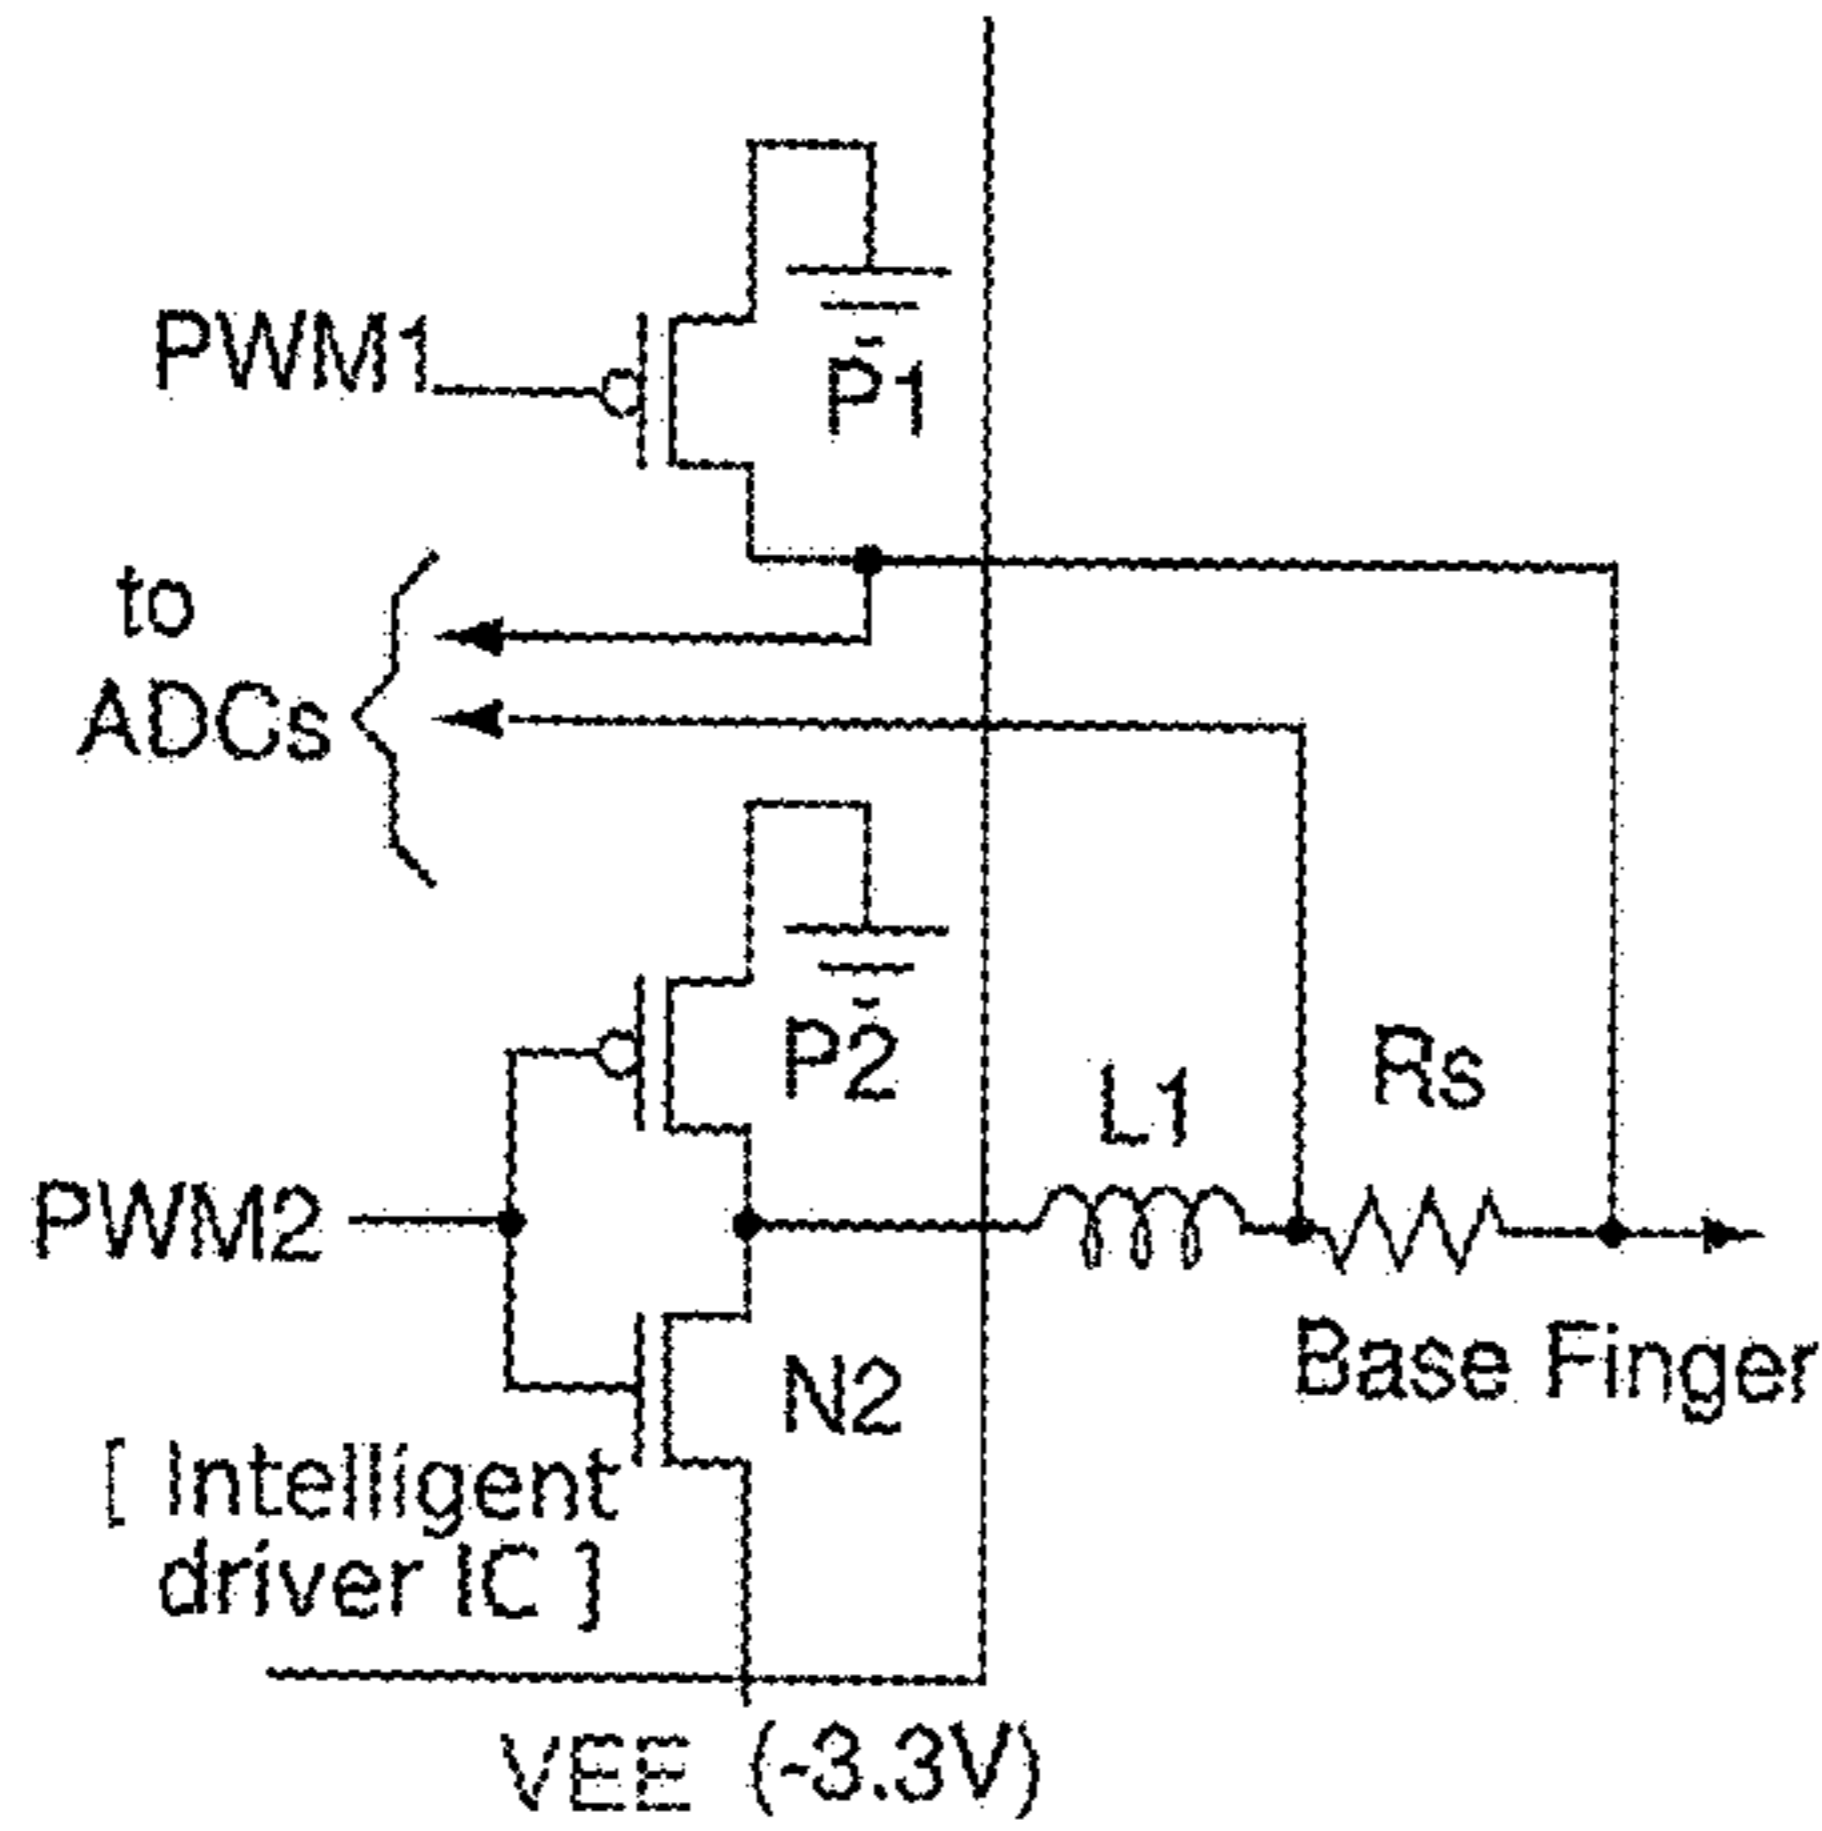 PWM1
P1
to
ADCs
P2
L1
Rs
PWM2
Base Finger
N2
[ Intelligent
driver IC ]
VEE (-3.3V)